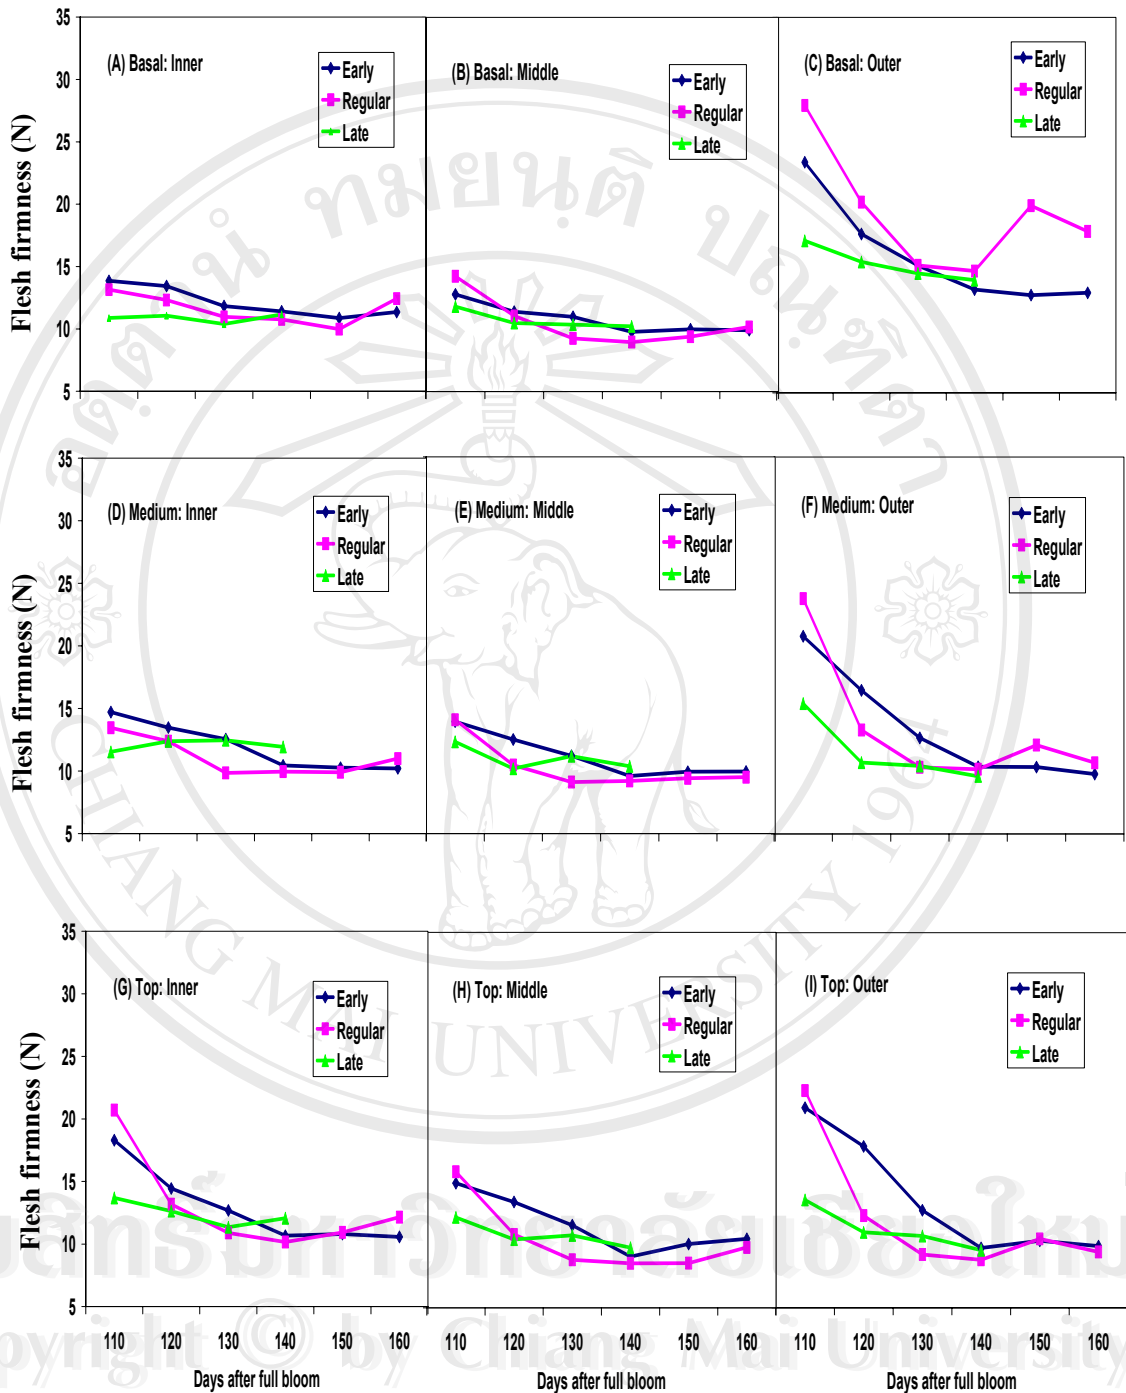 35
30
25
20
15
10
5
Flesh firmness (N)
(A) Basal: Inner
Early
Regular
Late
(B) Basal: Middle
Early
Regular
Late
(C) Basal: Outer
Early
Regular
Late
35
30
25
20
15
10
5
Flesh firmness (N)
(D) Medium: Inner
Early
Regular
Late
(E) Medium: Middle
Early
Regular
Late
(F) Medium: Outer
Early
Regular
Late
35
30
25
20
15
10
5
Flesh firmness (N)
(G) Top: Inner
Early
Regular
Late
(H) Top: Middle
Early
Regular
Late
(I) Top: Outer
Early
Regular
Late
110 120 130 140 150 160
110 120 130 140 150 160
110 120 130 140 150 160
Days after full bloom
Days after full bloom
Days after full bloom
CHIANG MAI UNIVERSITY 1964
by Chiang Mai University